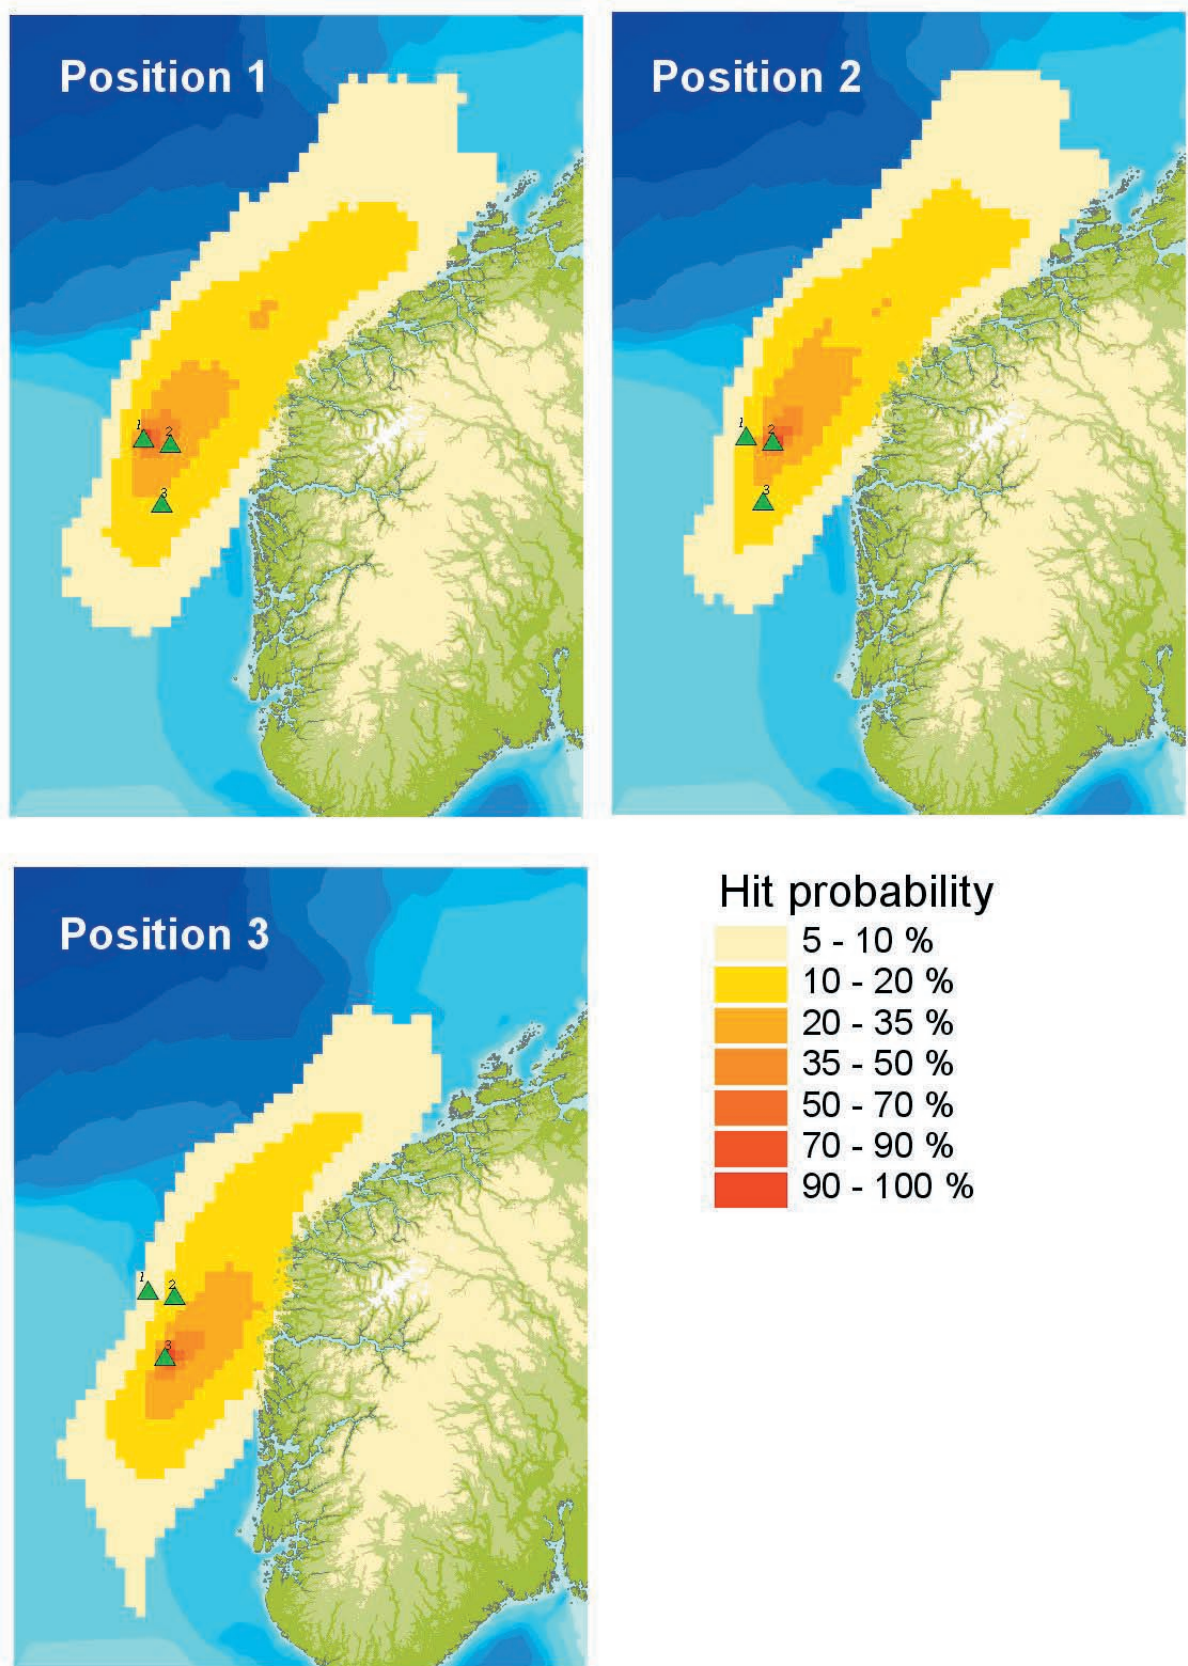 Position 1
1
2
3
Position 2
1
2
3
Position 3
1
2
3
Hit probability
5 - 10 %
10 - 20 %
20 - 35 %
35 - 50 %
50 - 70 %
70 - 90 %
90 - 100 %